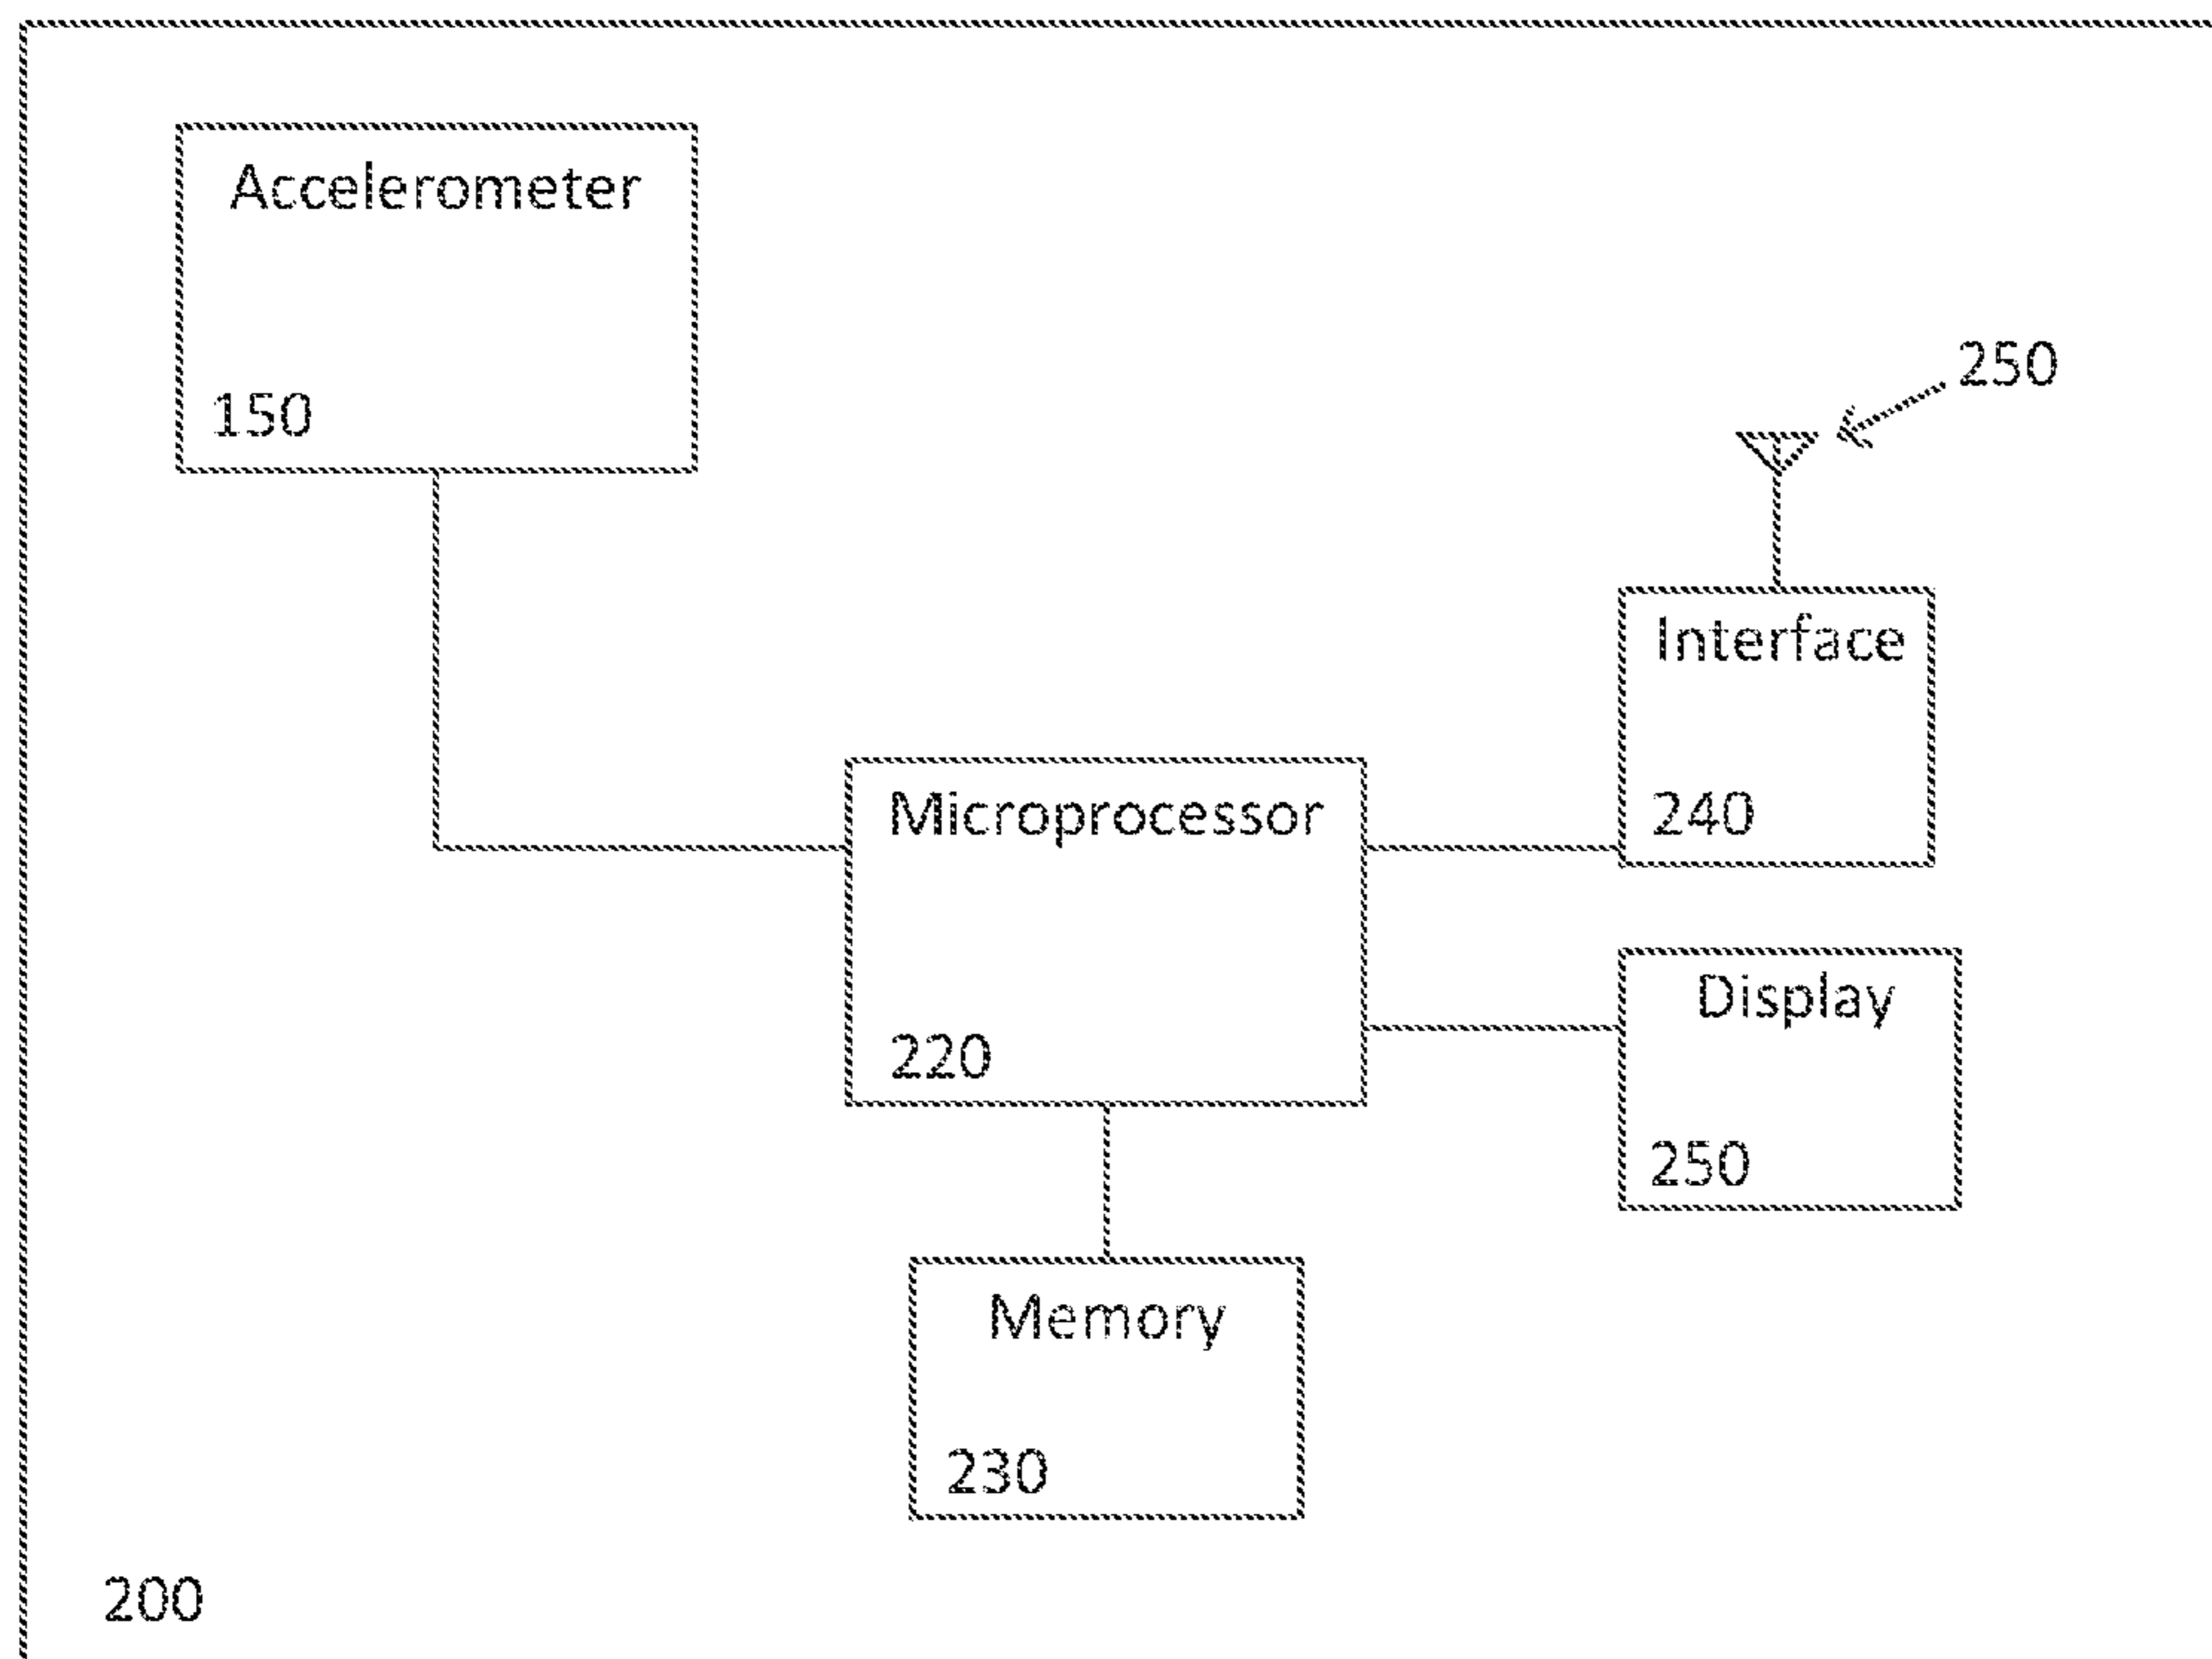 Accelerometer
150
250
Interface
240
Microprocessor
220
Display
250
Memory
230
200